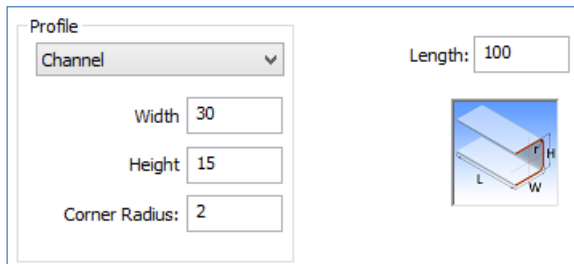 Profile
Channel
Length: 100
Width 30
Height 15
Corner Radius: 2
r
H
L
W